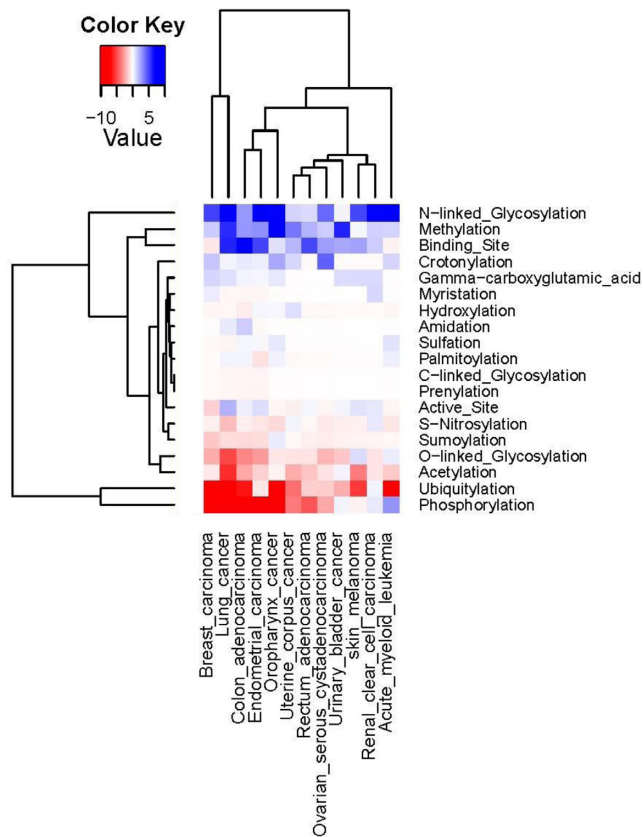 Color Key
−10 5
Value
N−linked_Glycosylation
Methylation
Binding_Site
Crotonylation
Gamma−carboxyglutamic_acid
Myristation
Hydroxylation
Amidation
Sulfation
Palmitoylation
C−linked_Glycosylation
Prenylation
Active_Site
S−Nitrosylation
Sumoylation
O−linked_Glycosylation
Acetylation
Ubiquitylation
Phosphorylation
Breast_carcinoma
Lung_cancer
Colon_adenocarcinoma
Endometrial_carcinoma
Oropharynx_cancer
Uterine_corpus_cancer
Rectum_adenocarcinoma
Ovarian_serous_cystadenocarcinoma
Urinary_bladder_cancer
skin_melanoma
Renal_clear_cell_carcinoma
Acute_myeloid_leukemia